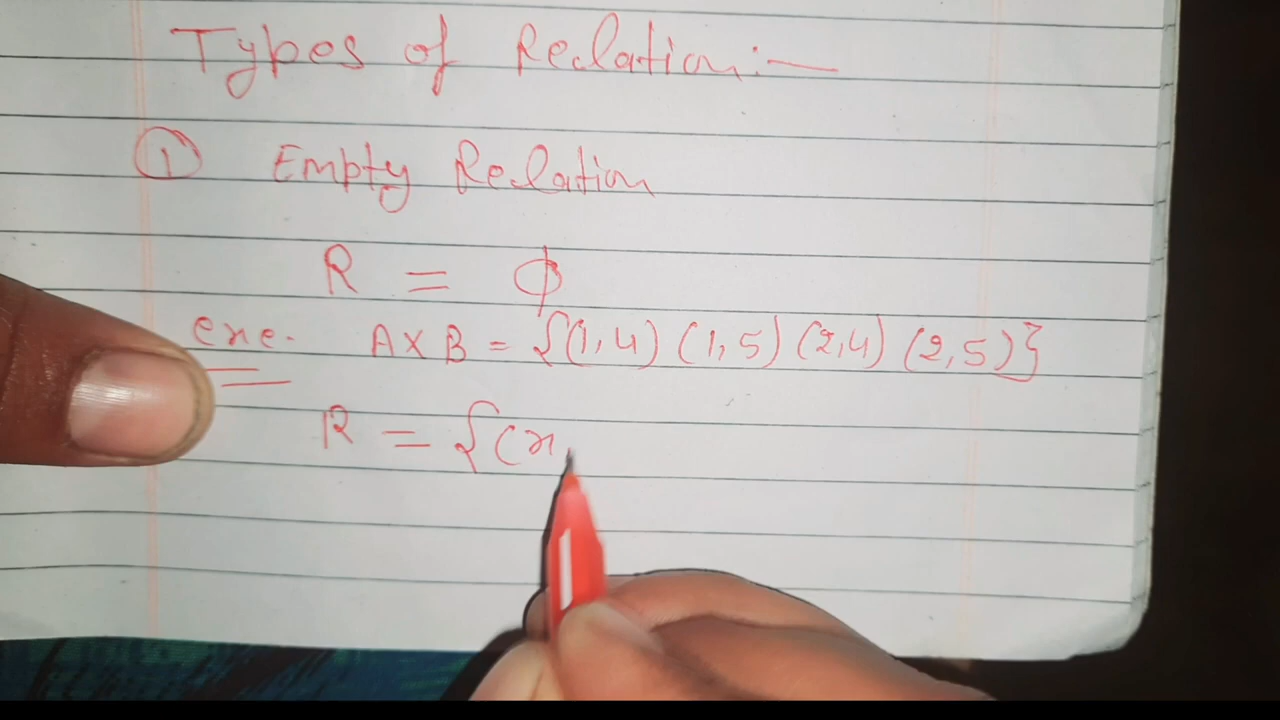 Types of Relation:—
① Empty Relation
R = ϕ
exe. A×B = {(1,4) (1,5) (2,4) (2,5)}
R = {(x,